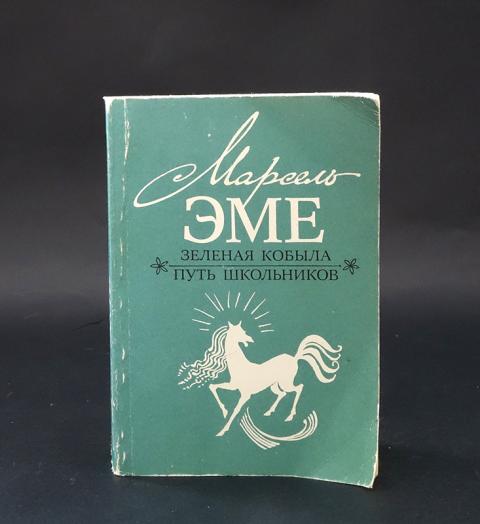 Марсель
ЭМЕ
ЗЕЛЕНАЯ КОБЫЛА
ПУТЬ ШКОЛЬНИКОВ